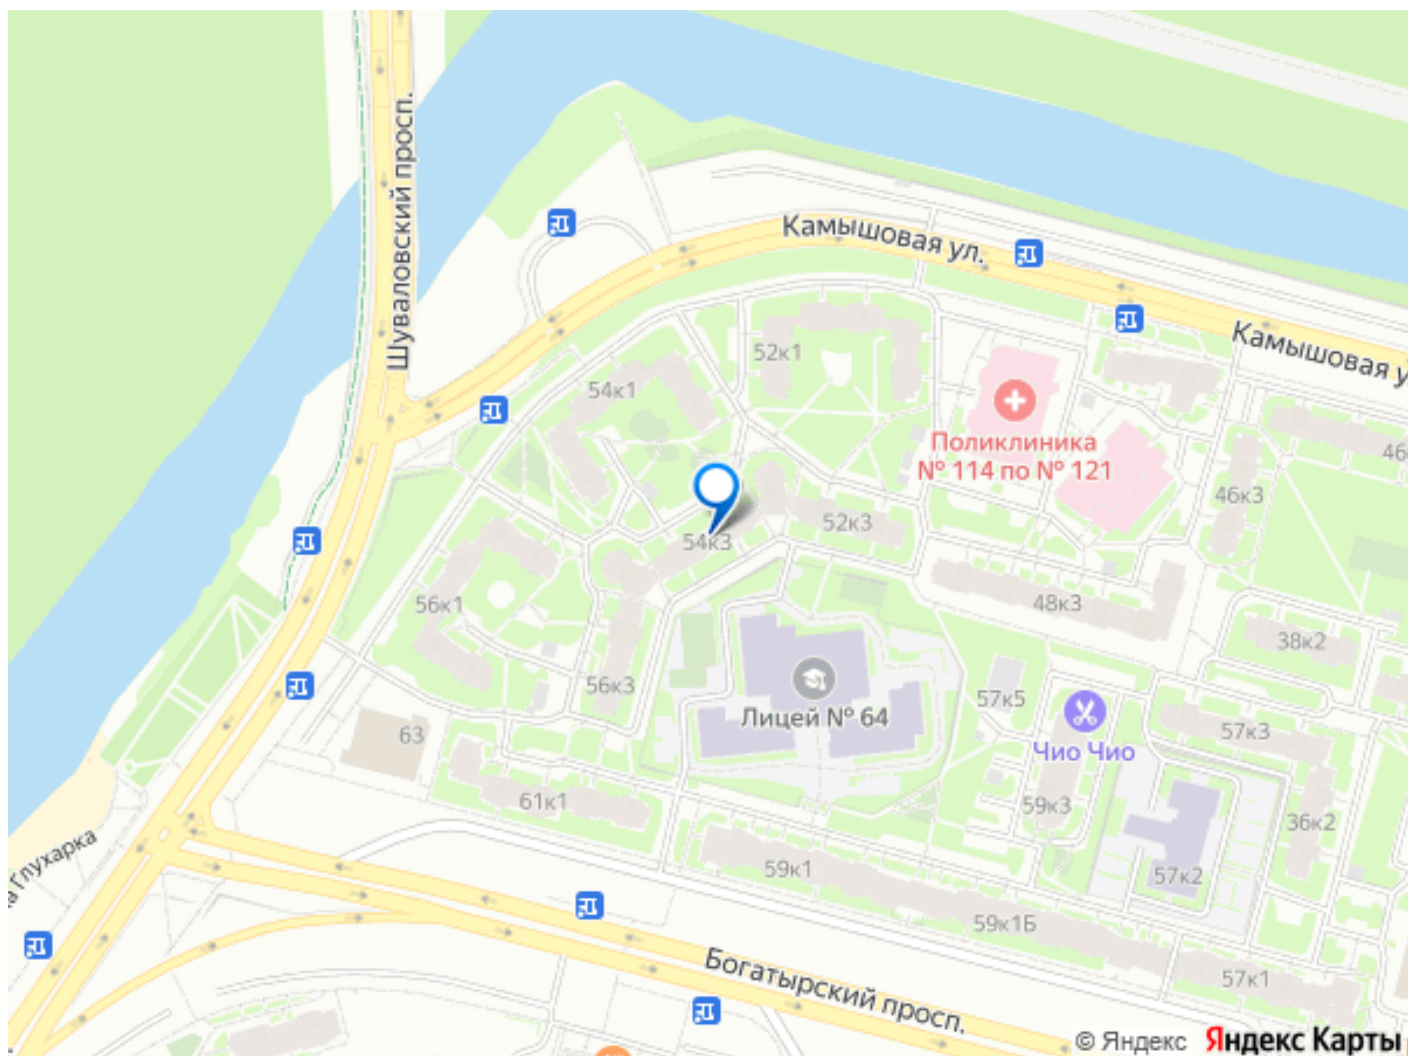 Шуваловский просп.
Камышовая ул.
Камышовая у
52к1
54к1
Поликлиника
№ 114 по № 121
46
46к3
52к3
54к3
56к1
48к3
38к2
56к3
57к5
Лицей № 64
63
Чио Чио
57к3
61к1
59к3
36к2
а Глухарка
59к1
57к2
59к1Б
57к1
Богатырский просп.
© Яндекс Яндекс Карты